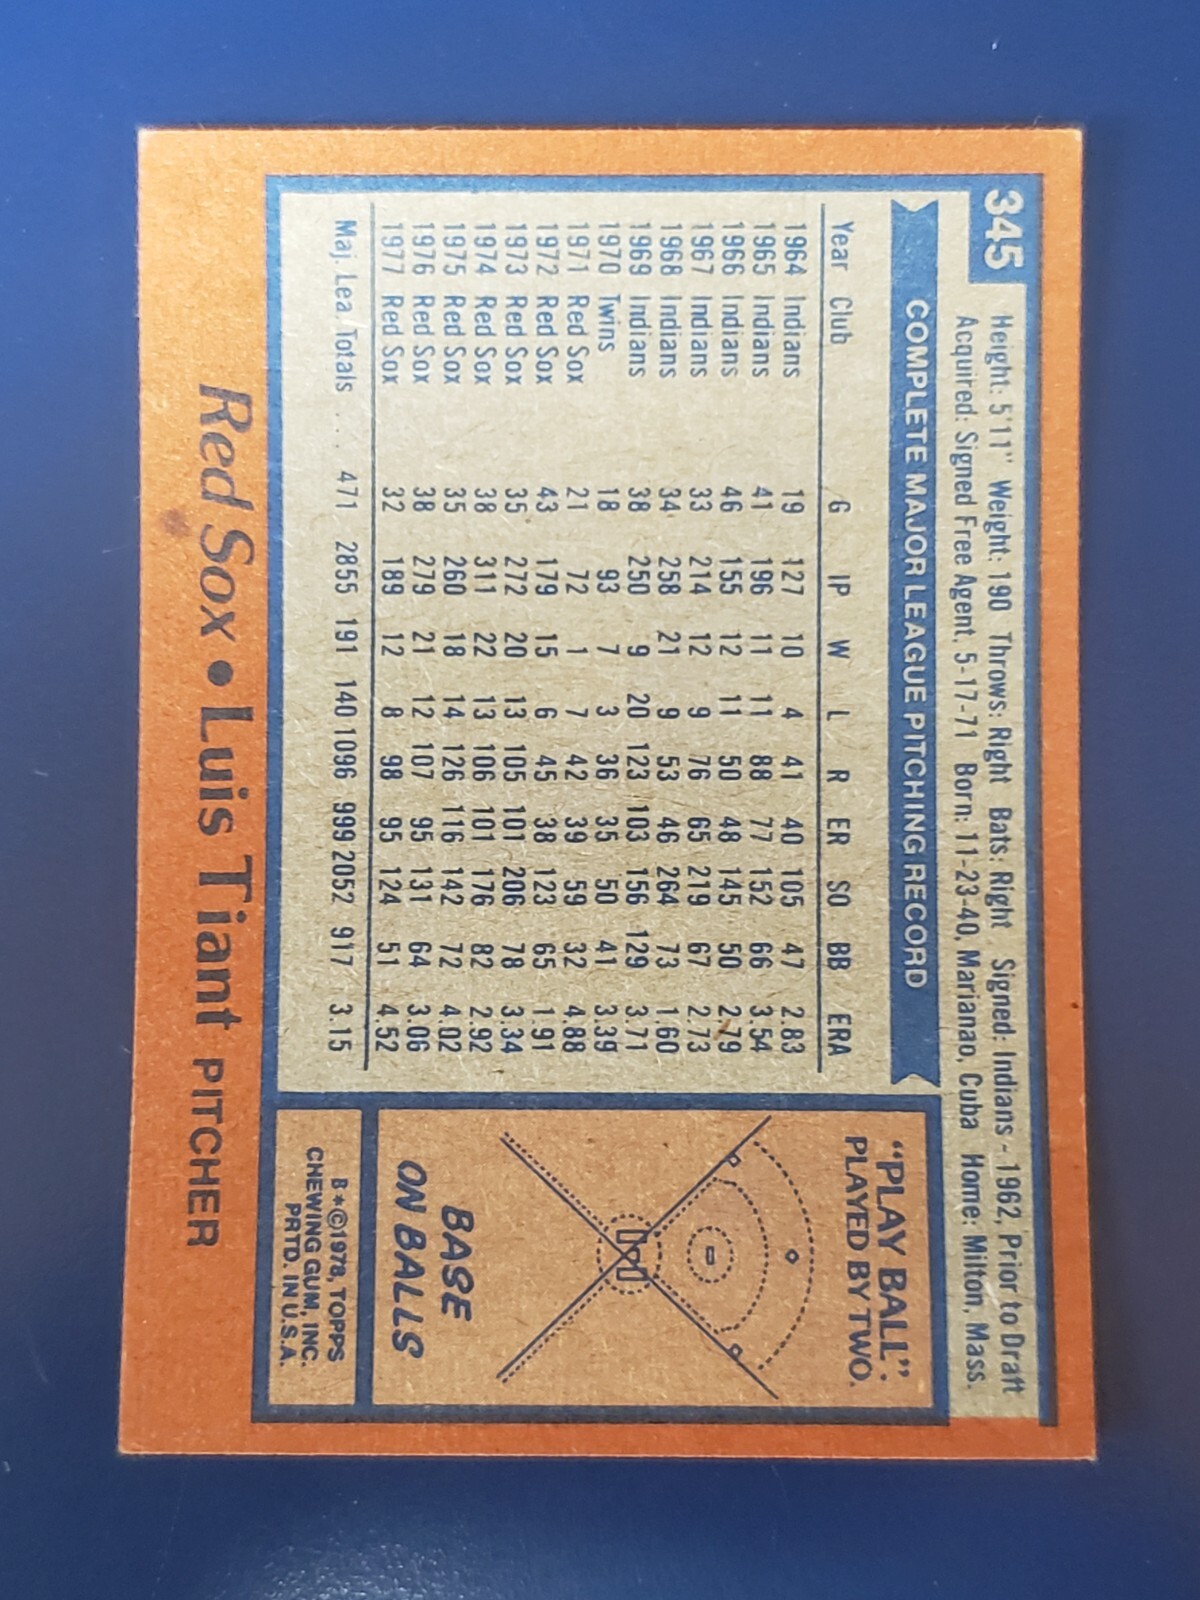 345
Height: 5'11" Weight: 190 Throws: Right Bats: Right Signed: Indians - 1962, Prior to Draft
Acquired: Signed Free Agent, 5-17-71 Born: 11-23-40, Marianao, Cuba Home: Milton, Mass.
COMPLETE MAJOR LEAGUE PITCHING RECORD
Year Club G IP W L R ER SO BB ERA
1964 Indians 19 127 10 4 41 40 105 47 2.83
1965 Indians 41 196 11 11 88 77 152 66 3.54
1966 Indians 46 155 12 11 50 48 145 50 2.79
1967 Indians 33 214 12 9 76 65 219 67 2.73
1968 Indians 34 258 21 9 53 46 264 73 1.60
1969 Indians 38 250 9 20 123 103 156 129 3.71
1970 Twins 18 93 7 3 36 35 50 41 3.39
1971 Red Sox 21 72 1 7 42 39 59 32 4.88
1972 Red Sox 43 179 15 6 45 38 123 65 1.91
1973 Red Sox 35 272 20 13 105 101 206 78 3.34
1974 Red Sox 38 311 22 13 106 101 176 82 2.92
1975 Red Sox 35 260 18 14 126 116 142 72 4.02
1976 Red Sox 38 279 21 12 107 95 131 64 3.06
1977 Red Sox 32 189 12 8 98 95 124 51 4.52
Maj. Lea. Totals . . . 471 2855 191 140 1096 999 2052 917 3.15
"PLAY BALL":
PLAYED BY TWO.
BASE
ON BALLS
B*©1978, TOPPS
CHEWING GUM, INC.
PRTD. IN U.S.A.
Red Sox • Luis Tiant PITCHER